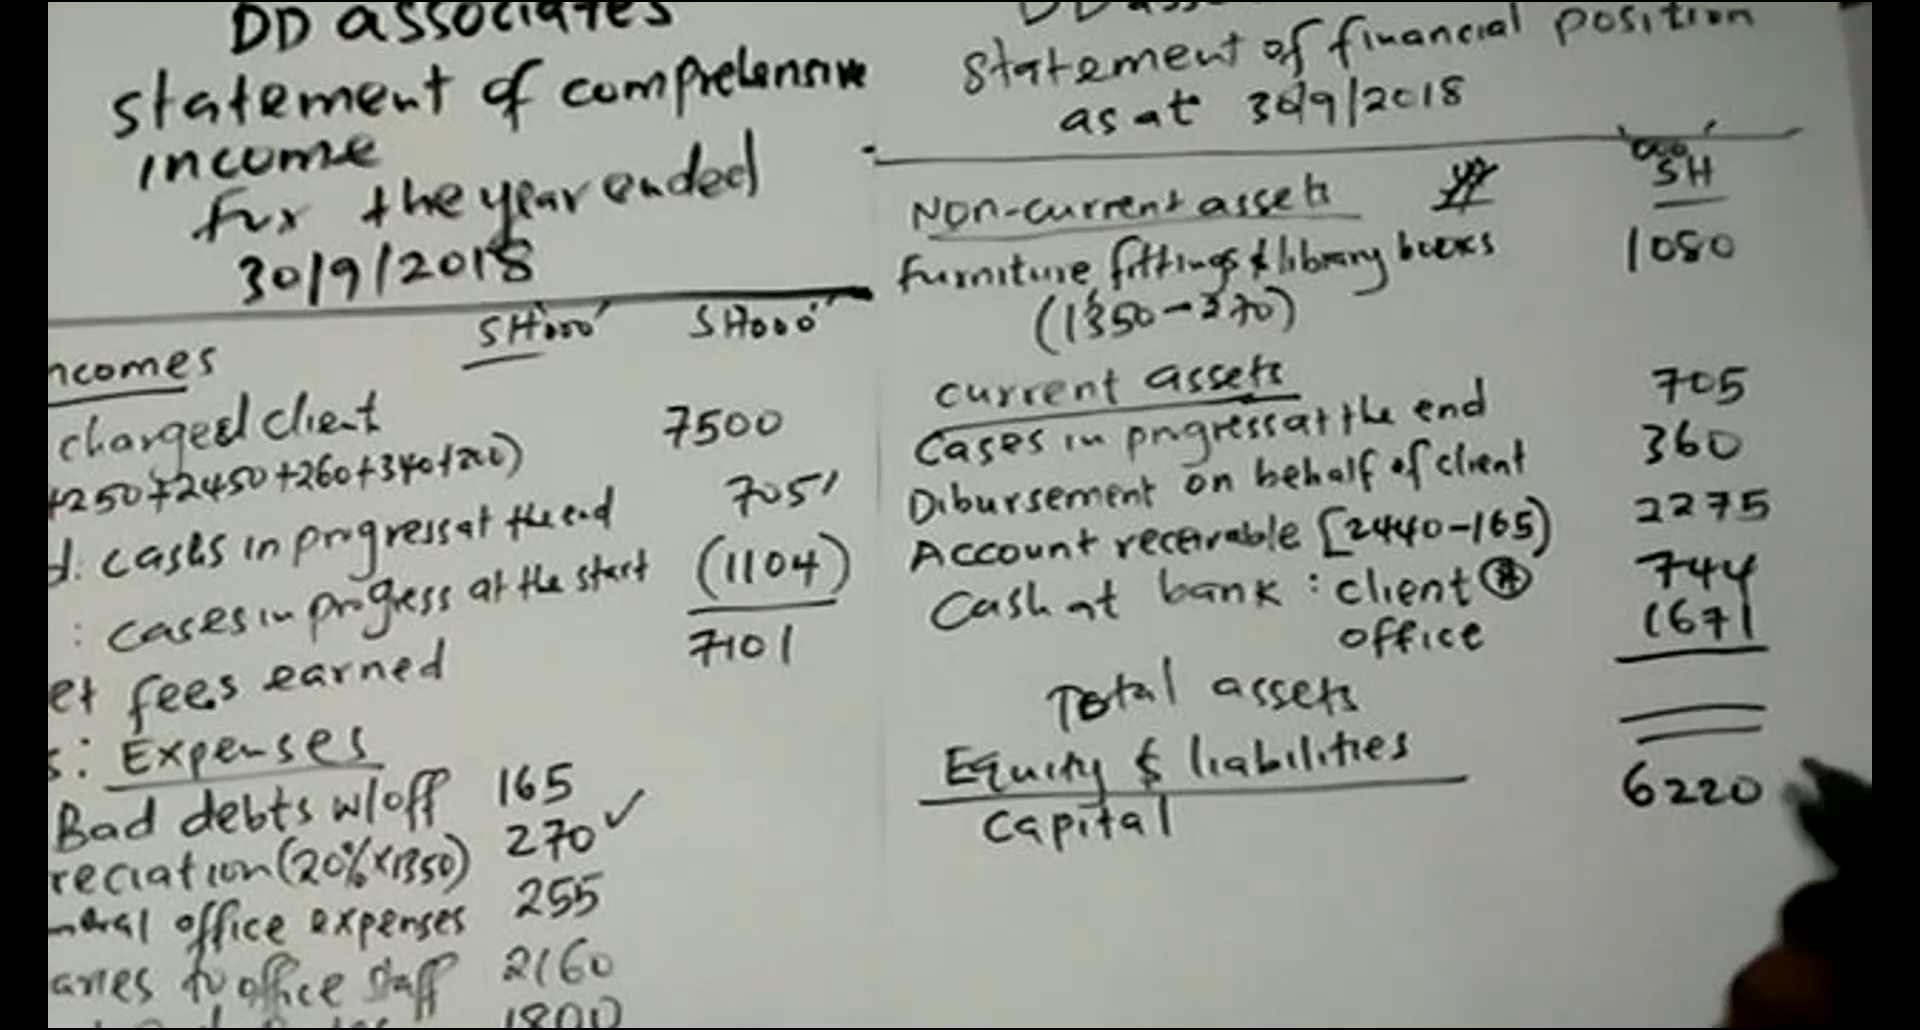 DD associates
statement of comprehensive
income
for the year ended
30/9/2018
SH000' SH000'
ncomes
charged client 7500
+250+2450+260+340+200)
d: cases in progress at the end 705
: cases in progress at the start (1104)
et fees earned 7101
s: Expenses
Bad debts w/off 165
reciation (20%x1350) 270 ✓
neral office expenses 255
aries to office staff 2160
1800
statement of financial position
as at 30/9/2018
SH
Non-current assets
furniture, fittings & library books 1080
(1350-270)
current assets
Cases in progress at the end 705
Dibursement on behalf of client 360
Account receivable [2440-165) 2275
Cash at bank: client 744
office 1671
Total assets
Equity & liabilities
Capital 6220